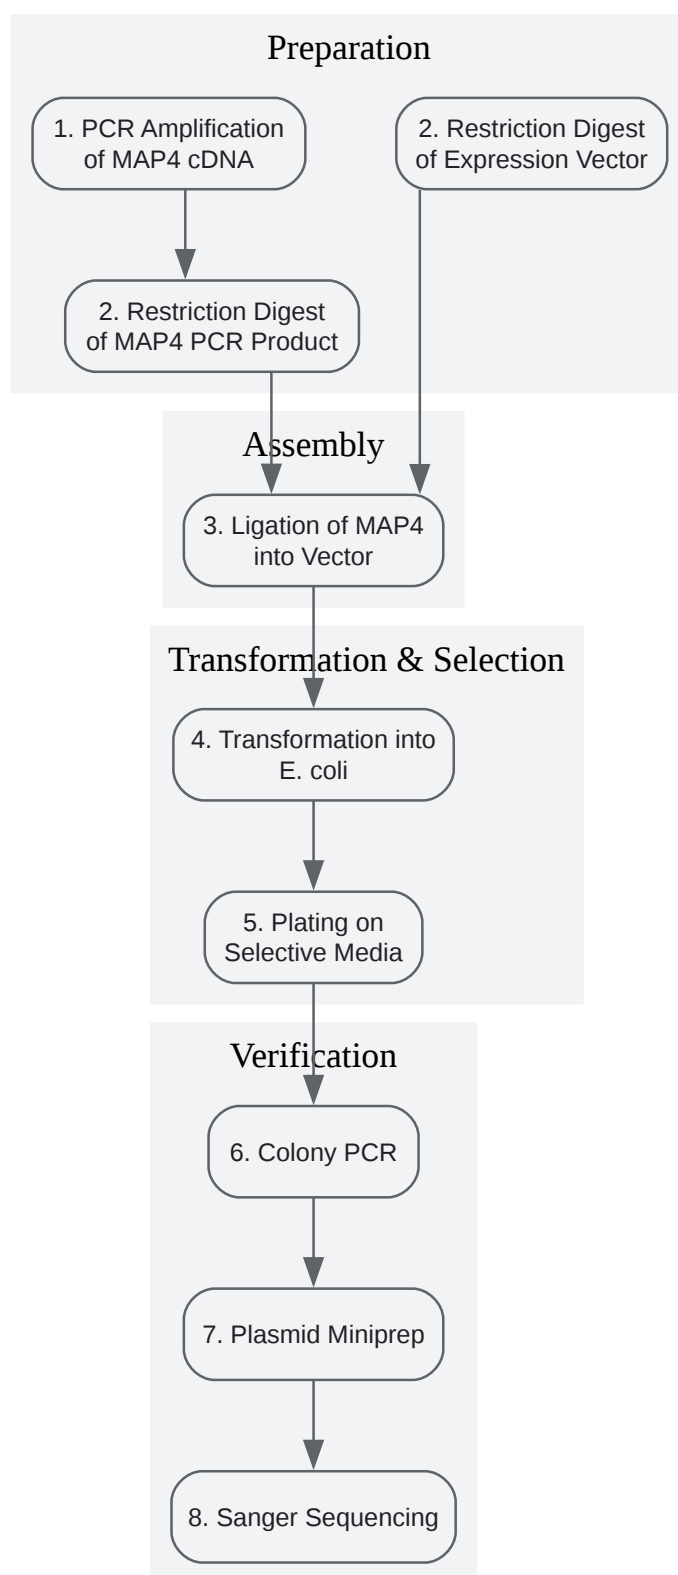 Preparation
1. PCR Amplification
of MAP4 cDNA
2. Restriction Digest
of Expression Vector
2. Restriction Digest
of MAP4 PCR Product
Assembly
3. Ligation of MAP4
into Vector
Transformation & Selection
4. Transformation into
E. coli
5. Plating on
Selective Media
Verification
6. Colony PCR
7. Plasmid Miniprep
8. Sanger Sequencing